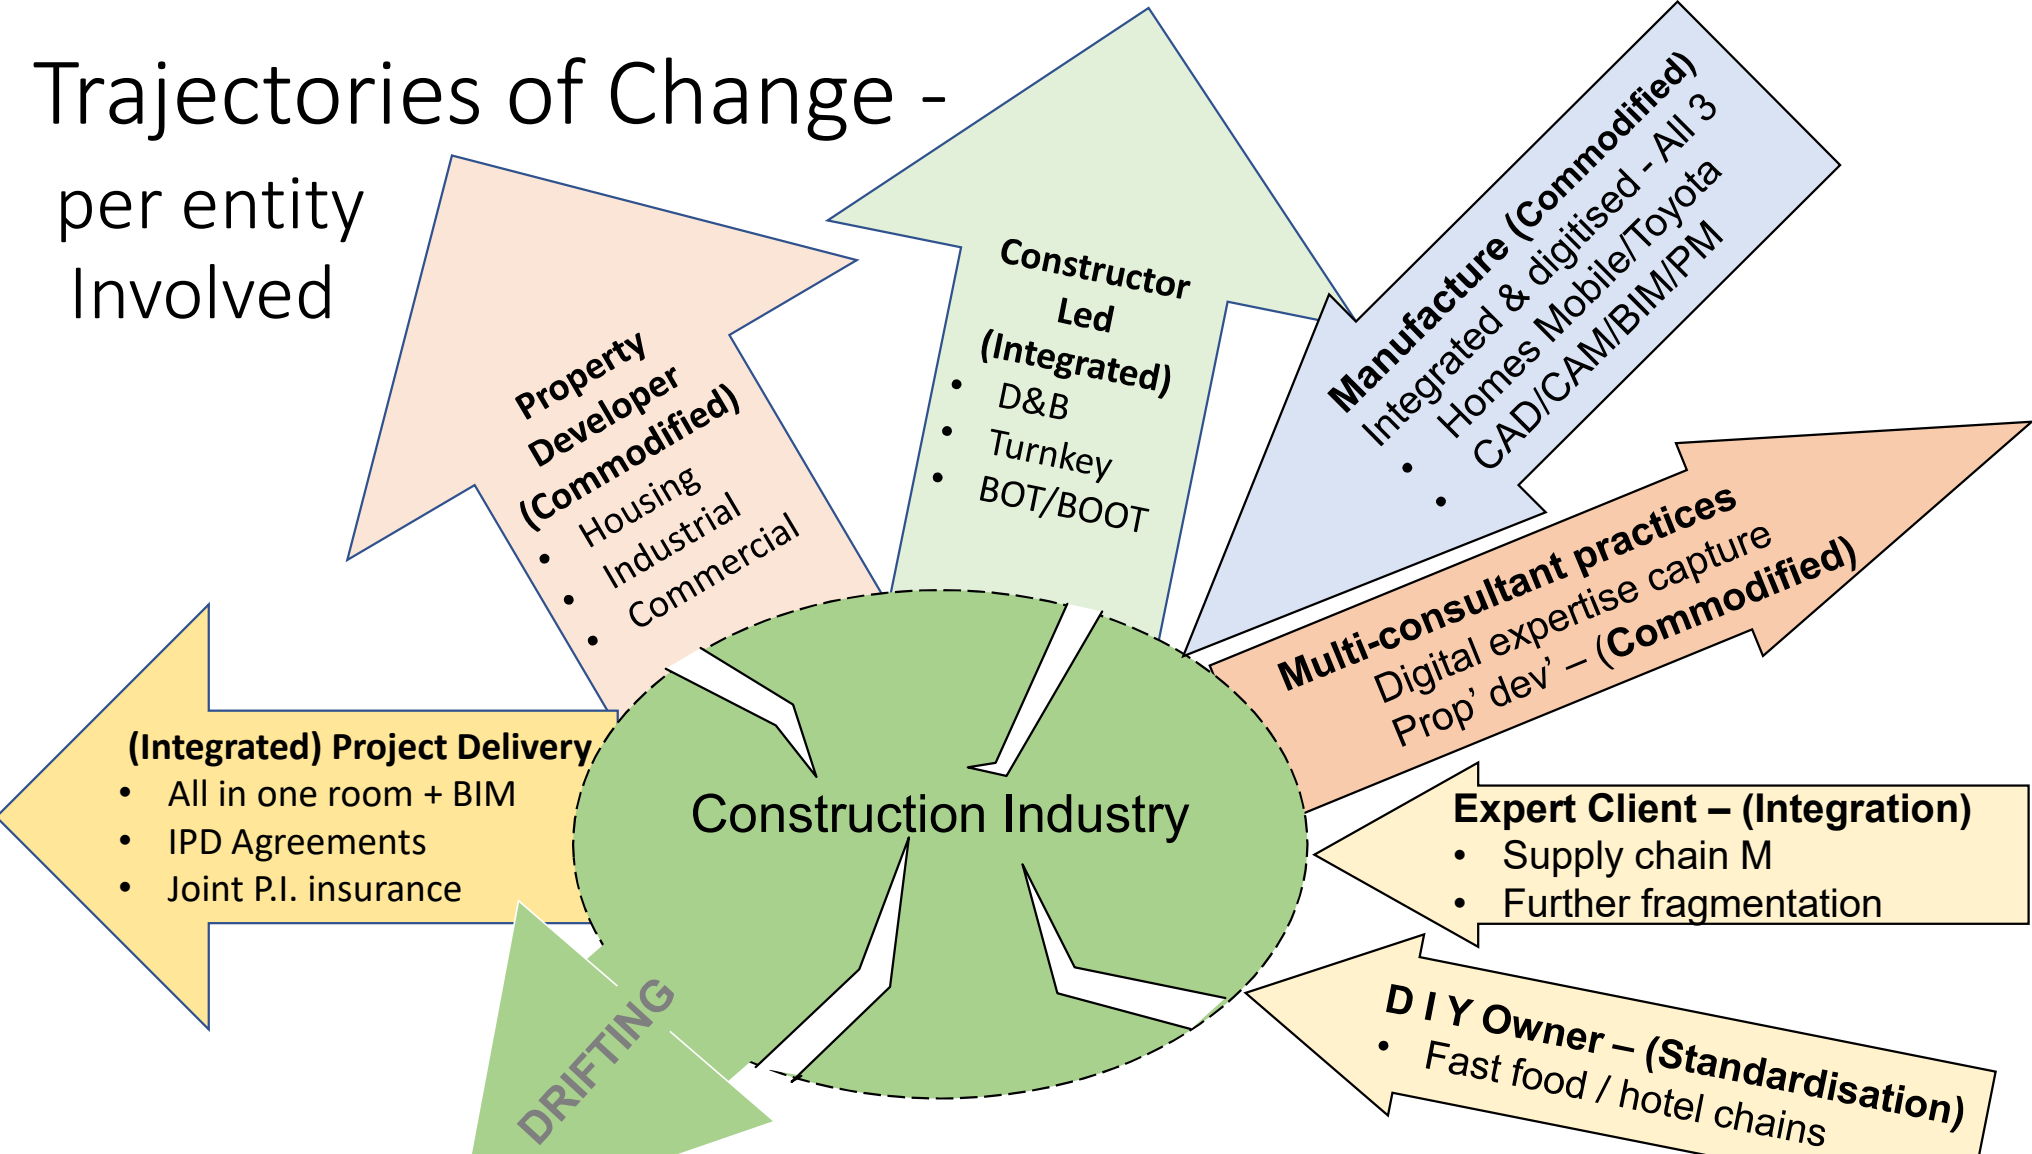 Trajectories of Change -
per entity
Involved
(Integrated) Project Delivery
• All in one room + BIM
• IPD Agreements
• Joint P.I. insurance
Property
Developer
(Commodified)
• Housing
• Industrial
• Commercial
Constructor
Led
(Integrated)
• D&B
• Turnkey
• BOT/BOOT
Manufacture (Commodified)
Integrated & digitised - All 3
• Homes Mobile/Toyota
• CAD/CAM/BIM/PM
Multi-consultant practices
Digital expertise capture
Prop’ dev’ – (Commodified)
Expert Client – (Integration)
• Supply chain M
• Further fragmentation
D I Y Owner – (Standardisation)
• Fast food / hotel chains
Construction Industry
DRIFTING